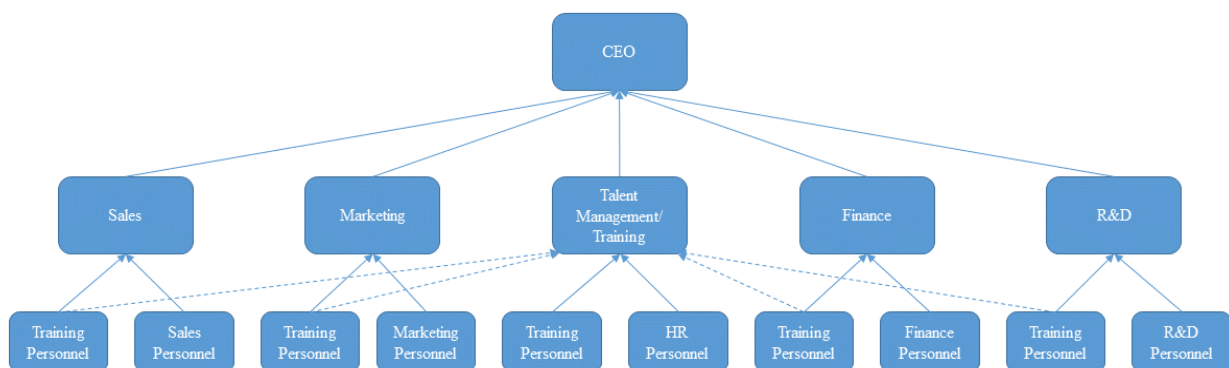 CEO
Sales
Marketing
Talent
Management/
Training
Finance
R&D
Training
Personnel
Sales
Personnel
Training
Personnel
Marketing
Personnel
Training
Personnel
HR
Personnel
Training
Personnel
Finance
Personnel
Training
Personnel
R&D
Personnel